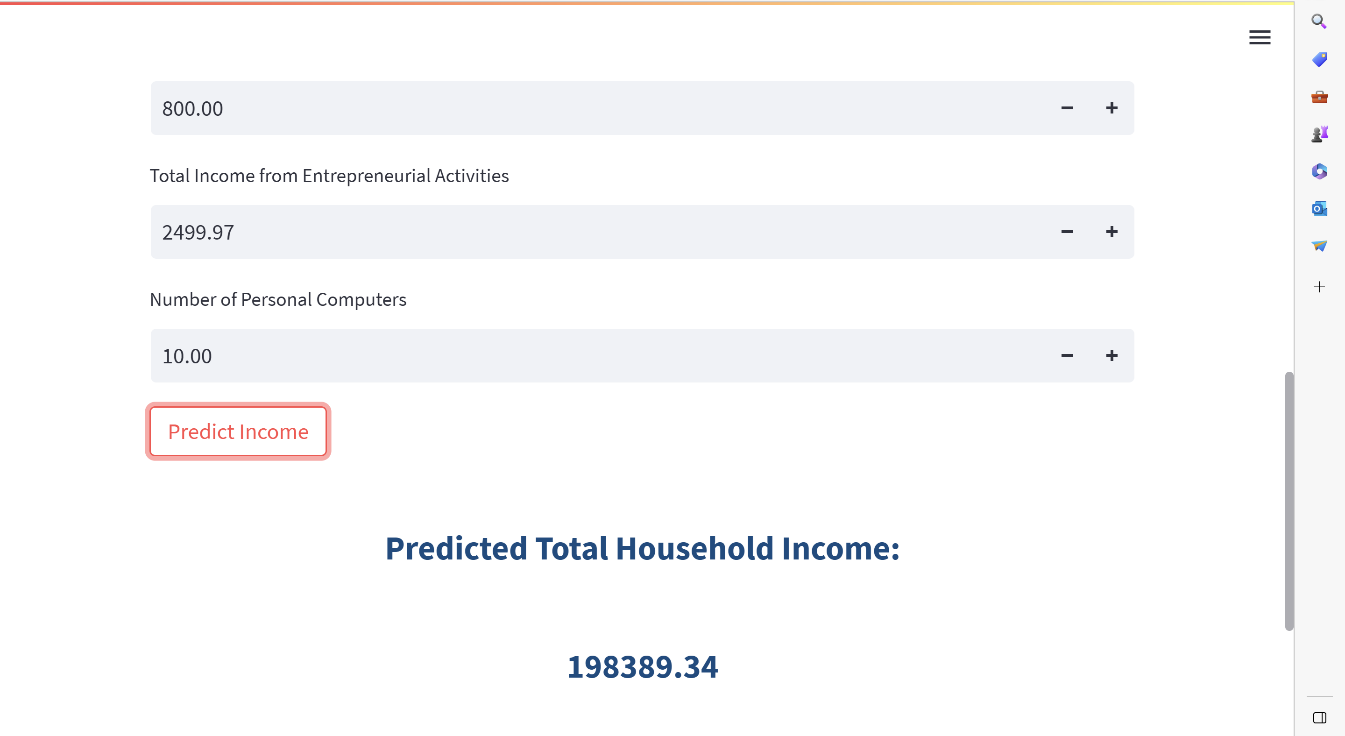 800.00
Total Income from Entrepreneurial Activities
2499.97
Number of Personal Computers
10.00
Predict Income
Predicted Total Household Income:
198389.34